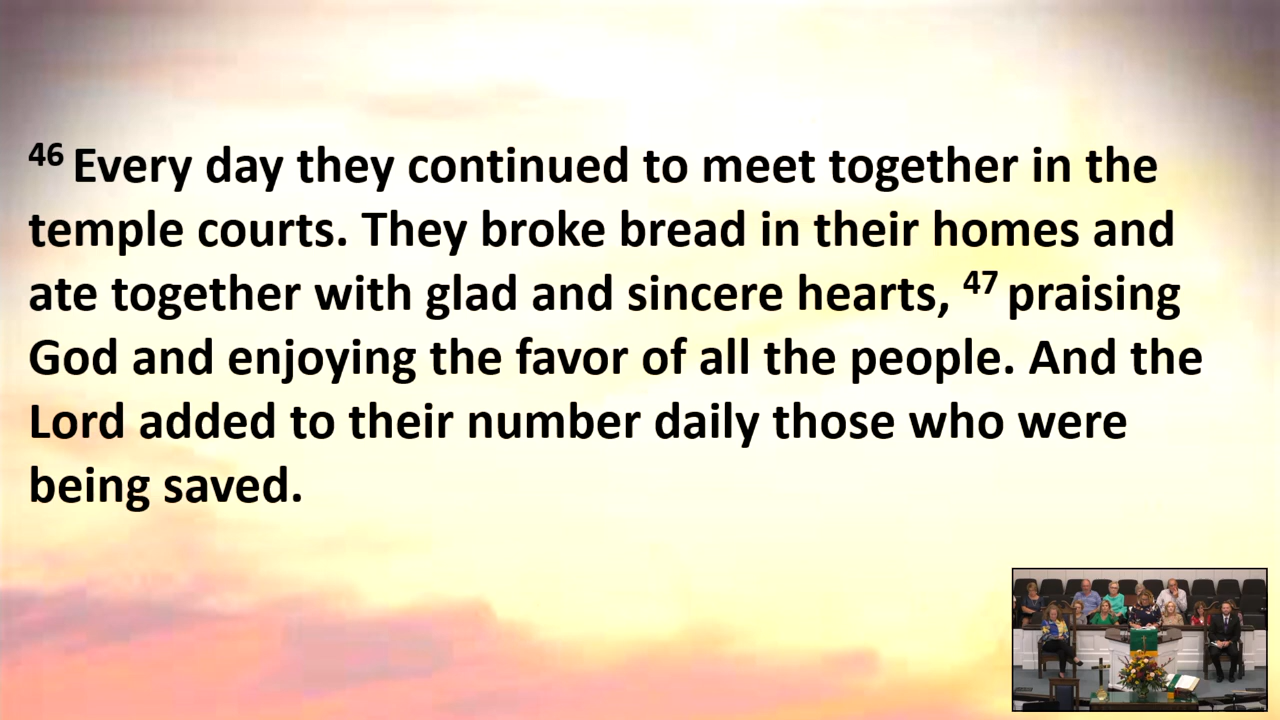 46 Every day they continued to meet together in the
temple courts. They broke bread in their homes and
ate together with glad and sincere hearts, 47 praising
God and enjoying the favor of all the people. And the
Lord added to their number daily those who were
being saved.